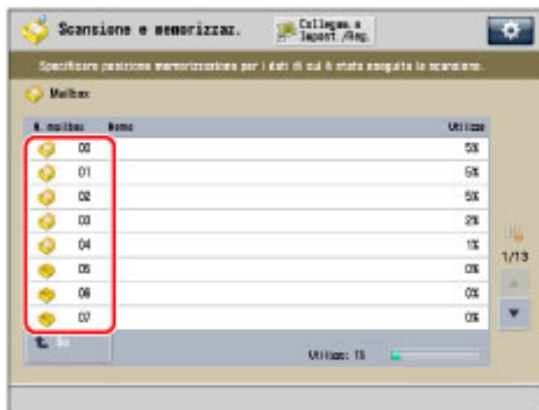 Scansione e memorizzaz.
Collegam. a
Impost./Reg.
Specificare posizione memorizzazione per i dati di cui è stata eseguita la scansione.
Mailbox
N. mailbox Nome Utilizzo
00 5%
01 5%
02 5%
03 2%
04 1%
05 0%
06 0%
07 0%
1/13
Su
Utilizzo: 1%